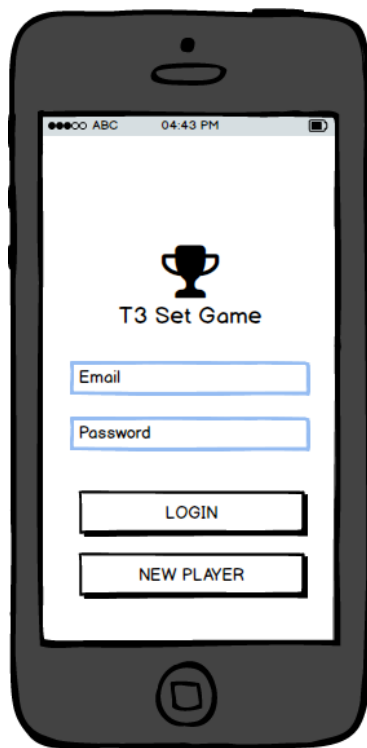 ABC 04:43 PM
T3 Set Game
Email
Password
LOGIN
NEW PLAYER